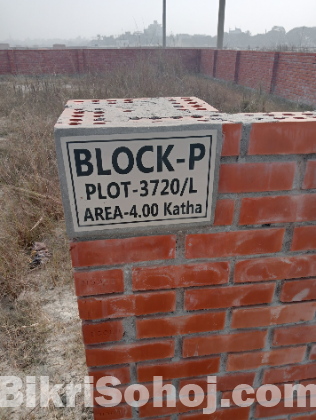 BLOCK-P
PLOT-3720/L
AREA-4.00 Katha
BikriSohoj.com